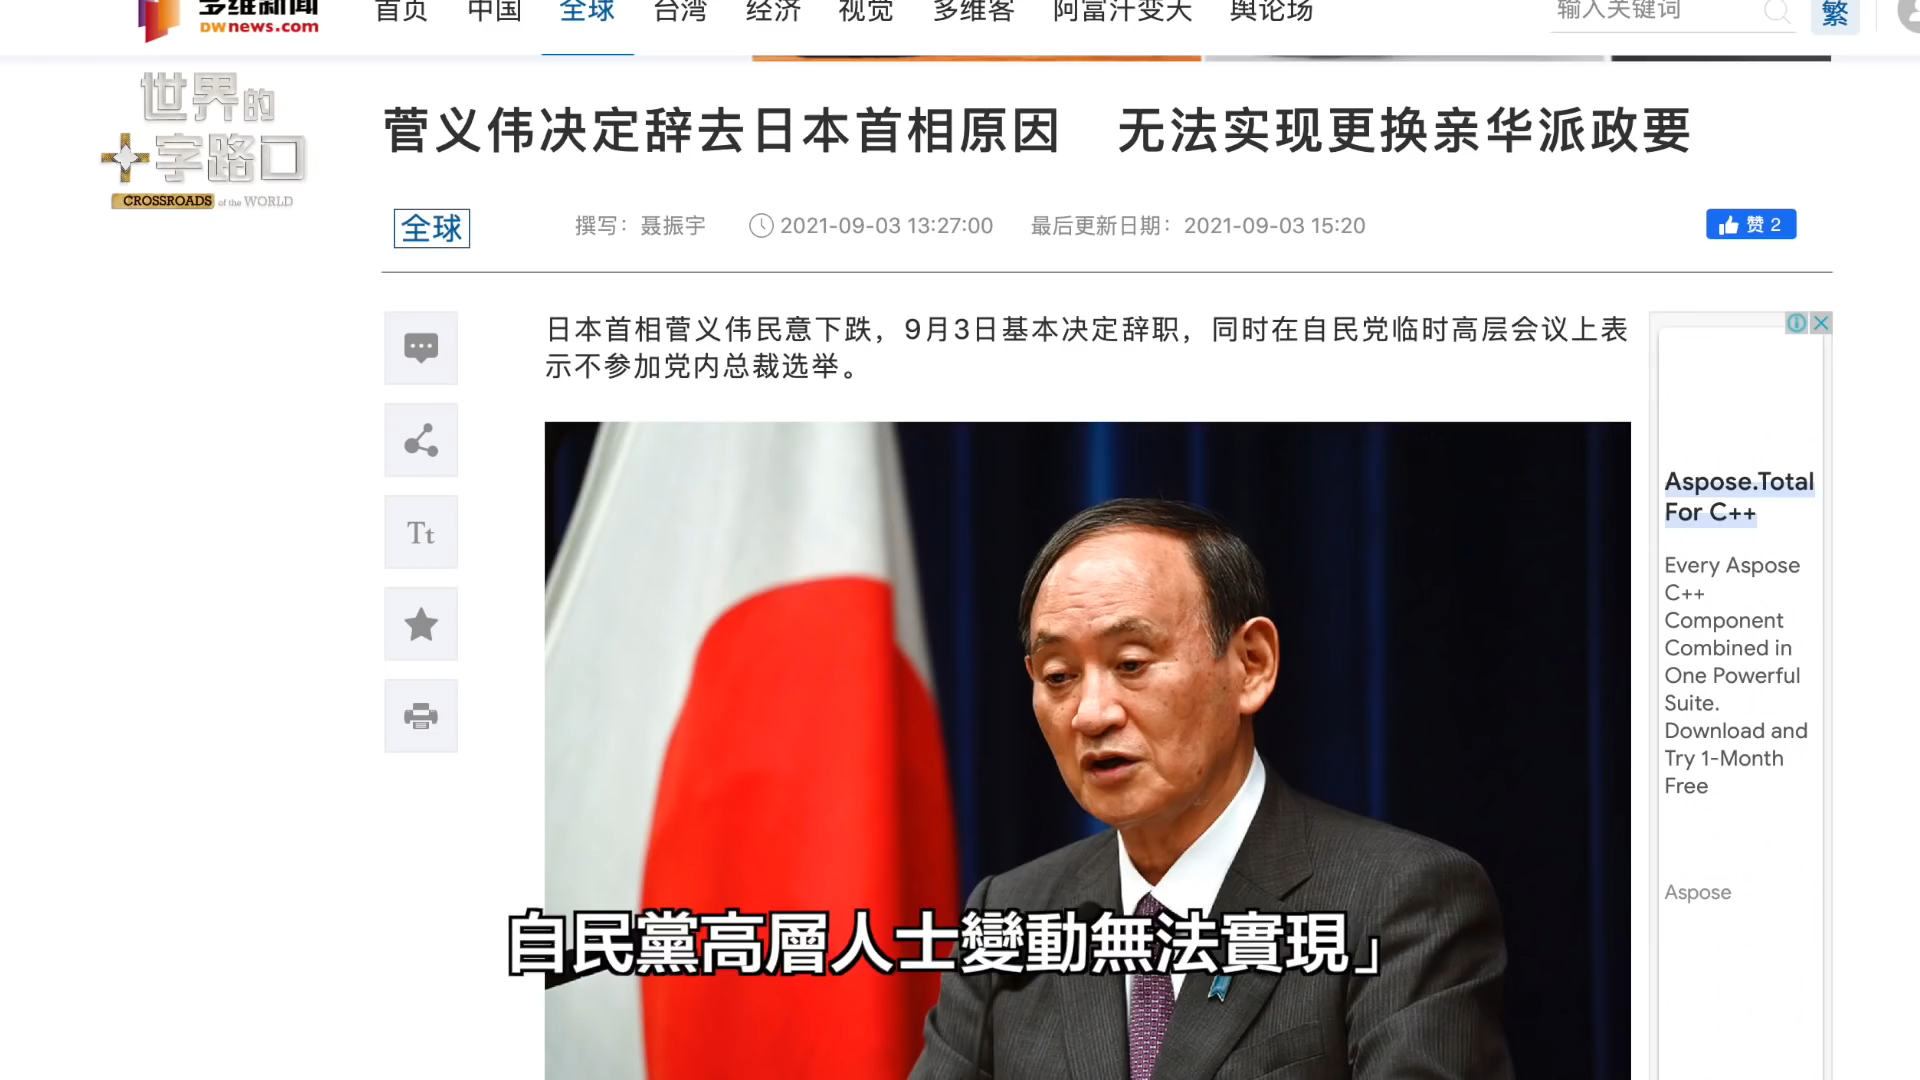 多维新闻
DWnews.com
首页 中国 全球 台湾 经济 视觉 多维客 阿富汗变天 舆论场
输入关键词
繁
世界的
十字路口
CROSSROADS of the WORLD
菅义伟决定辞去日本首相原因 无法实现更换亲华派政要
全球
撰写：聂振宇
2021-09-03 13:27:00
最后更新日期：2021-09-03 15:20
赞 2
日本首相菅义伟民意下跌，9月3日基本决定辞职，同时在自民党临时高层会议上表
示不参加党内总裁选举。
Tt
Aspose.Total
For C++
Every Aspose
C++
Component
Combined in
One Powerful
Suite.
Download and
Try 1-Month
Free
Aspose
自民黨高層人士變動無法實現」